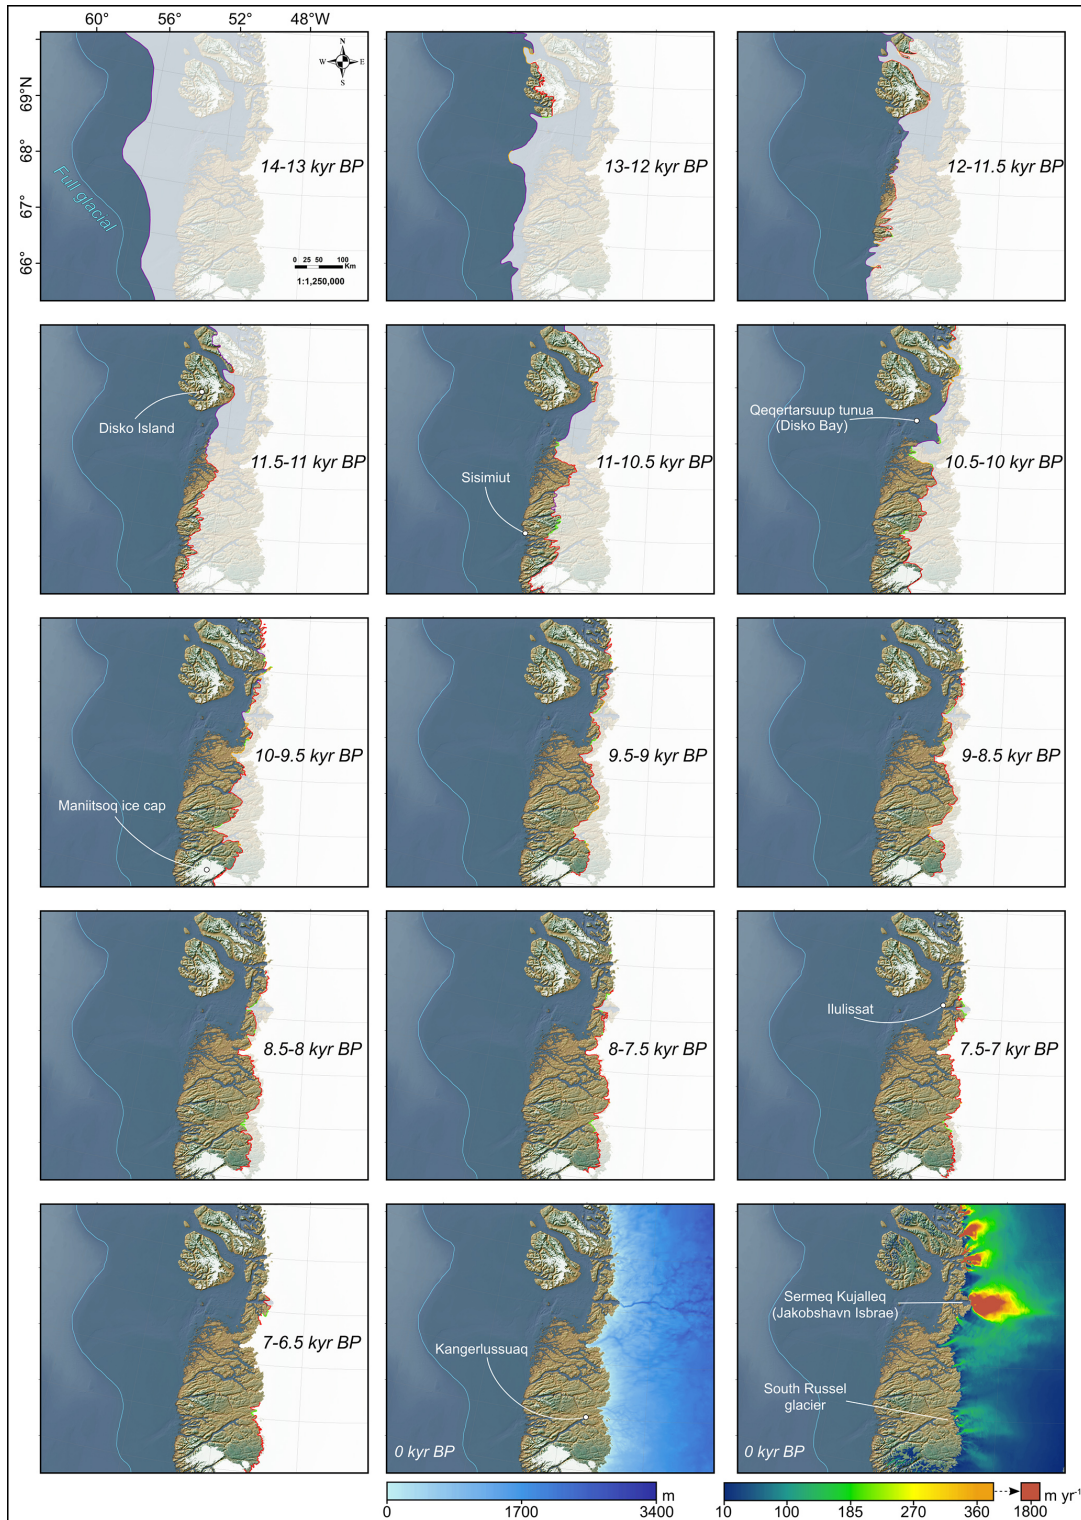 60°
56°
52°
48°W
69°N
68°
67°
66°
N
W
E
S
Full glacial
14-13 kyr BP
0 25 50 100
Km
1:1,250,000
13-12 kyr BP
12-11.5 kyr BP
Disko Island
11.5-11 kyr BP
Sisimiut
11-10.5 kyr BP
Qeqertarsuup tunua
(Disko Bay)
10.5-10 kyr BP
Maniitsoq ice cap
10-9.5 kyr BP
9.5-9 kyr BP
9-8.5 kyr BP
8.5-8 kyr BP
8-7.5 kyr BP
Ilulissat
7.5-7 kyr BP
7-6.5 kyr BP
Kangerlussuaq
0 kyr BP
Sermeq Kujalleq
(Jakobshavn Isbrae)
South Russel
glacier
0 kyr BP
0 1700 3400 m
10 100 185 270 360 1800 m yr⁻¹